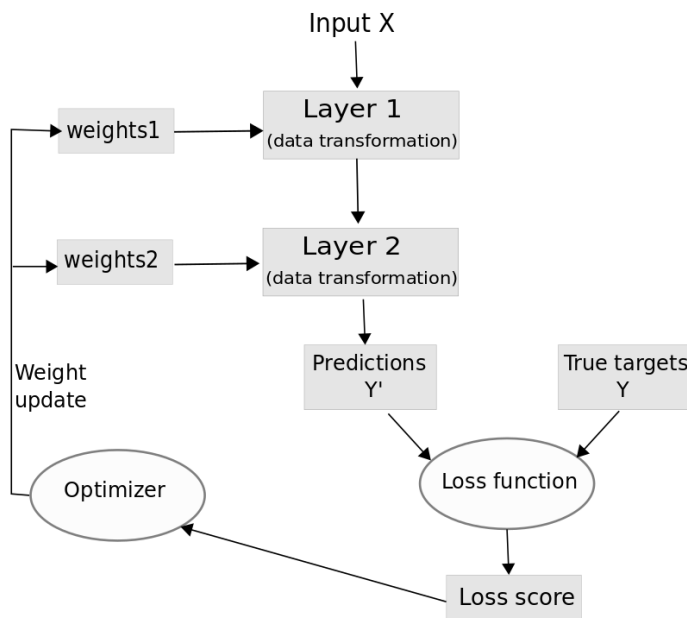 Input X
Layer 1
(data transformation)
weights1
Layer 2
(data transformation)
weights2
Predictions
Y'
True targets
Y
Weight
update
Loss function
Optimizer
Loss score